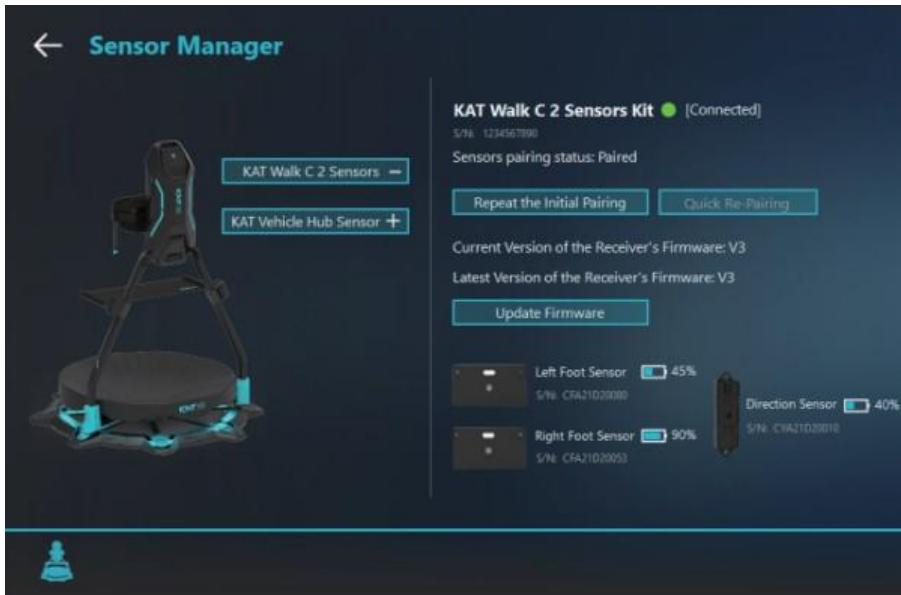 Sensor Manager
KAT Walk C 2 Sensors Kit [Connected]
S/N: 1234567890
Sensors pairing status: Paired
KAT Walk C 2 Sensors −
KAT Vehicle Hub Sensor +
Repeat the Initial Pairing Quick Re-Pairing
Current Version of the Receiver's Firmware: V3
Latest Version of the Receiver's Firmware: V3
Update Firmware
Left Foot Sensor 45%
S/N: CFA21D20080
Direction Sensor 40%
S/N: CYA21D20010
Right Foot Sensor 90%
S/N: CFA21D20053